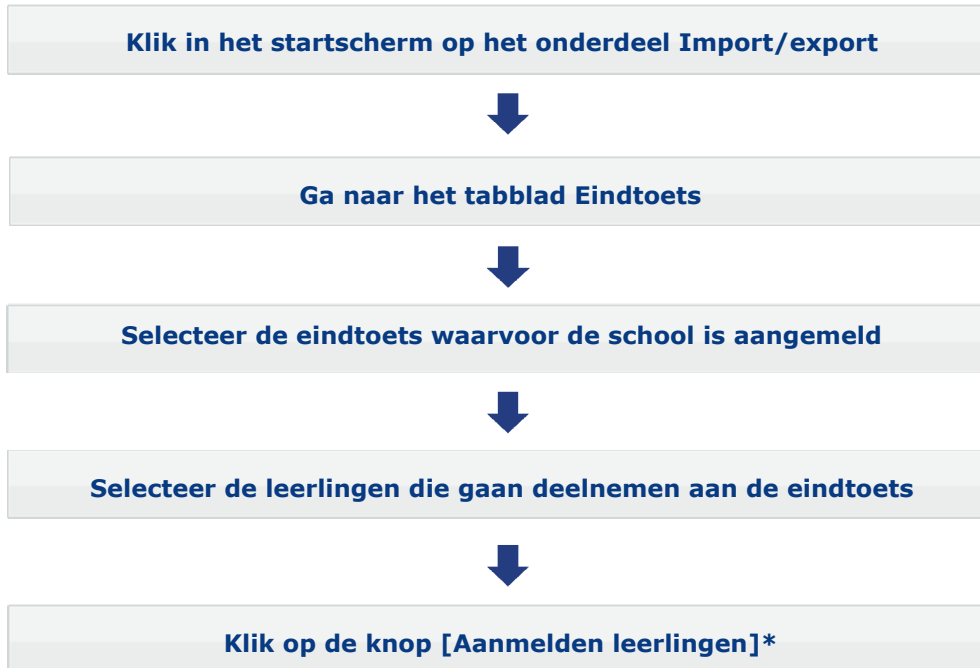 Klik in het startscherm op het onderdeel Import/export
Ga naar het tabblad Eindtoets
Selecteer de eindtoets waarvoor de school is aangemeld
Selecteer de leerlingen die gaan deelnemen aan de eindtoets
Klik op de knop [Aanmelden leerlingen]*